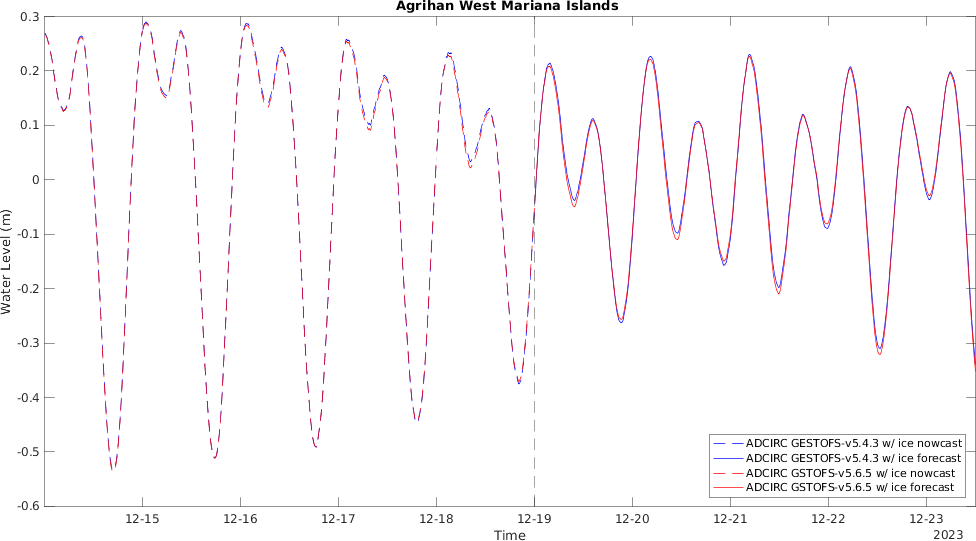 Agrihan West Mariana Islands
0.3
0.2
0.1
0
-0.1
-0.2
-0.3
-0.4
-0.5
-0.6
Water Level (m)
12-15 12-16 12-17 12-18 12-19 12-20 12-21 12-22 12-23
Time
2023
ADCIRC GESTOFS-v5.4.3 w/ ice nowcast
ADCIRC GESTOFS-v5.4.3 w/ ice forecast
ADCIRC GSTOFS-v5.6.5 w/ ice nowcast
ADCIRC GSTOFS-v5.6.5 w/ ice forecast